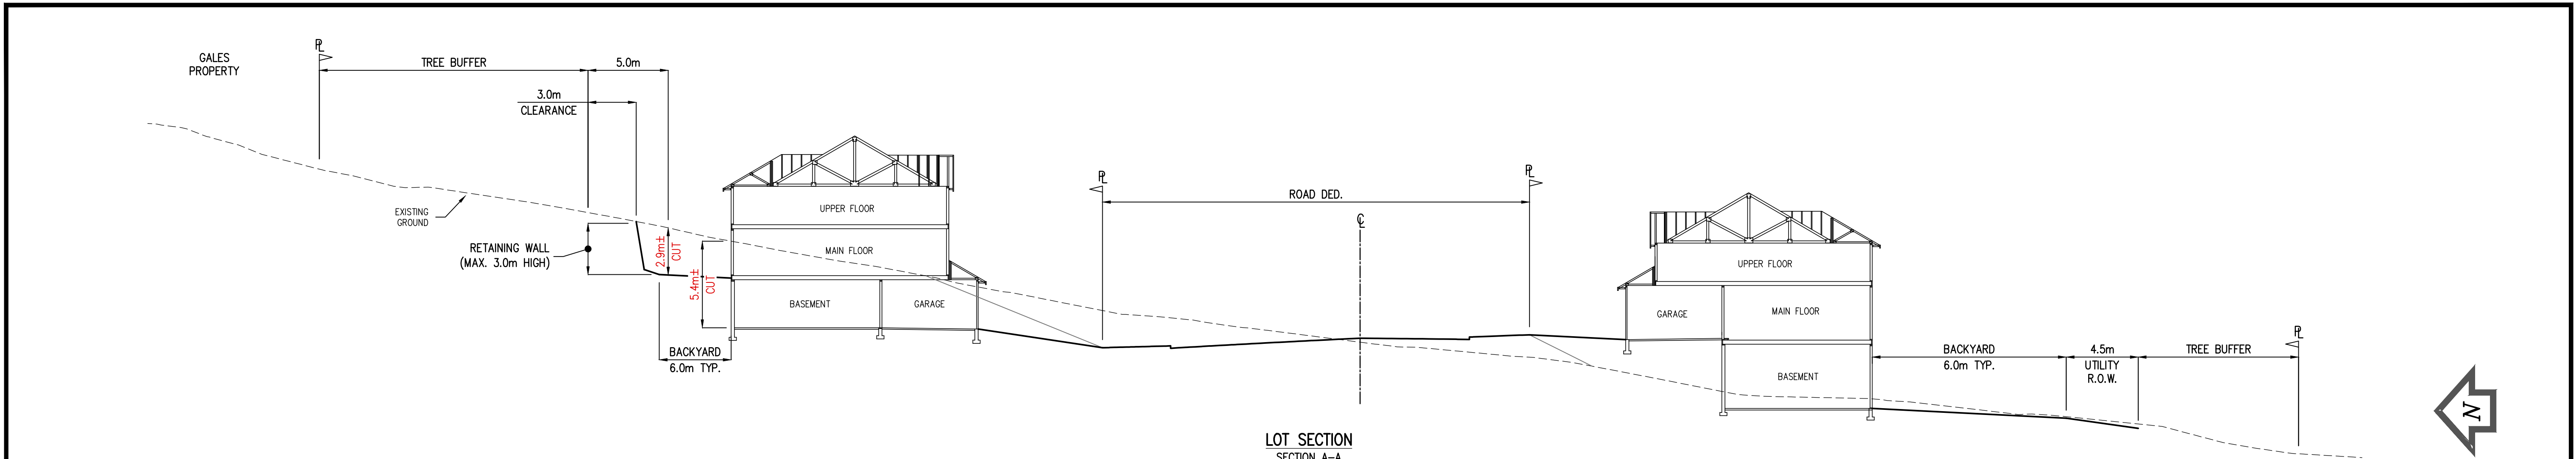 GALES
PROPERTY
PL
TREE BUFFER
5.0m
3.0m
CLEARANCE
EXISTING
GROUND
RETAINING WALL
(MAX. 3.0m HIGH)
2.9m±
CUT
5.4m±
CUT
BACKYARD
6.0m TYP.
UPPER FLOOR
MAIN FLOOR
BASEMENT
GARAGE
PL
ROAD DED.
PL
CL
UPPER FLOOR
GARAGE
MAIN FLOOR
BASEMENT
BACKYARD
6.0m TYP.
4.5m
UTILITY
R.O.W.
TREE BUFFER
PL
N
LOT SECTION
SECTION A-A